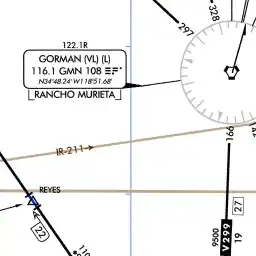 328
297
122.1R
GORMAN (VL) (L)
116.1 GMN 108
N34°48.24' W118°51.68'
RANCHO MURIETA
166
IR-211
REYES
22
27
V299
9500
19